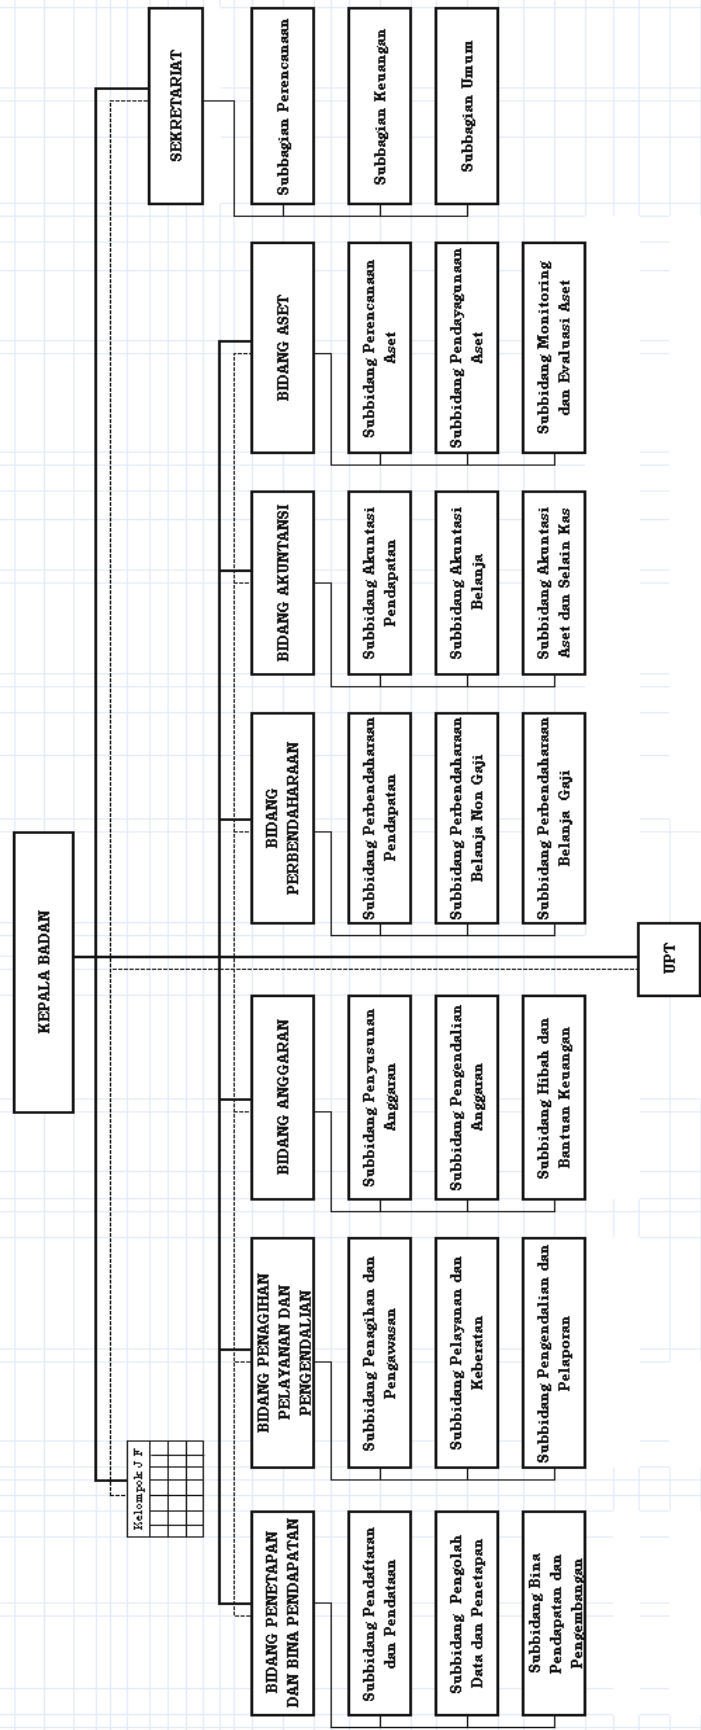 KEPALA BADAN
Kelompok J F
SEKRETARIAT
Subbagian Perencanaan
Subbagian Keuangan
Subbagian Umum
BIDANG PENETAPAN
DAN BINA PENDAPATAN
Subbidang Pendaftaran
dan Pendataan
Subbidang Pengolah
Data dan Penetapan
Subbidang Bina
Pendapatan dan
Pengembangan
BIDANG PENAGIHAN
PELAYANAN DAN
PENGENDALIAN
Subbidang Penagihan dan
Pengawasan
Subbidang Pelayanan dan
Keberatan
Subbidang Pengendalian dan
Pelaporan
BIDANG ANGGARAN
Subbidang Penyusunan
Anggaran
Subbidang Pengendalian
Anggaran
Subbidang Hibah dan
Bantuan Keuangan
BIDANG
PERBENDAHARAAN
Subbidang Perbendaharaan
Pendapatan
Subbidang Perbendaharaan
Belanja Non Gaji
Subbidang Perbendaharaan
Belanja Gaji
BIDANG AKUNTANSI
Subbidang Akuntasi
Pendapatan
Subbidang Akuntasi
Belanja
Subbidang Akuntasi
Aset dan Selain Kas
BIDANG ASET
Subbidang Perencanaan
Aset
Subbidang Pendayagunaan
Aset
Subbidang Monitoring
dan Evaluasi Aset
UPT